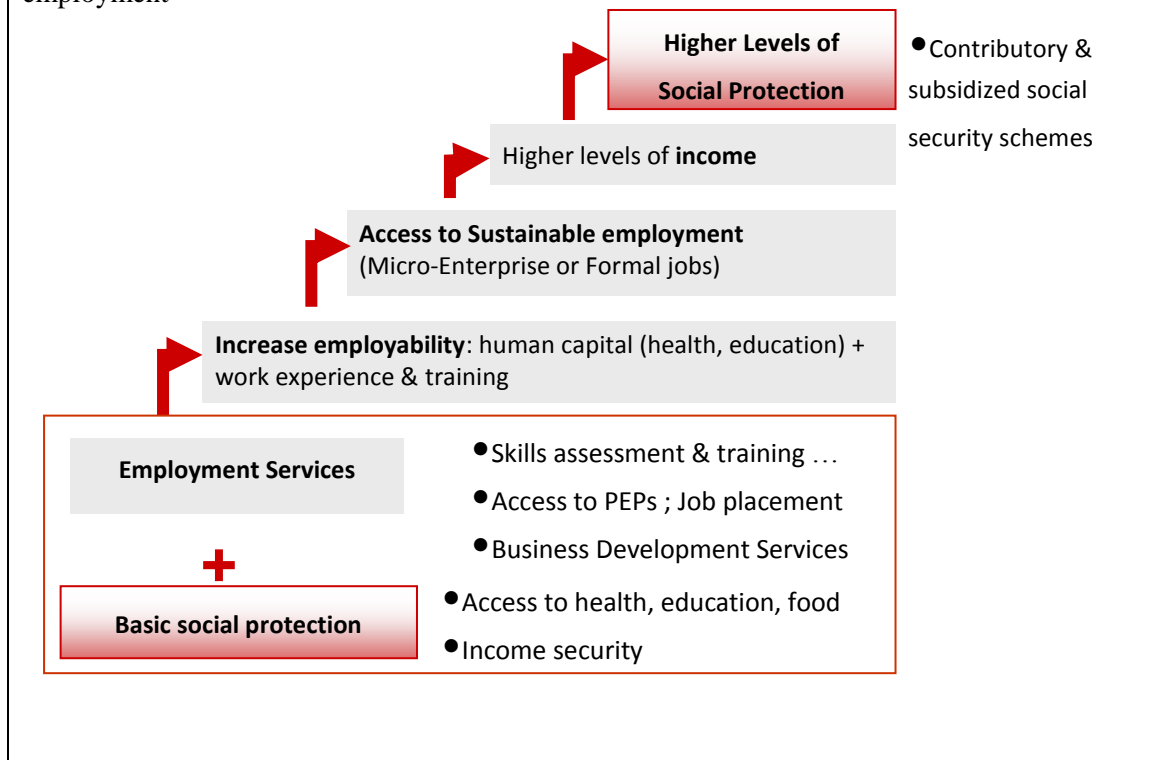 employment
Higher Levels of
Social Protection
●Contributory &
subsidized social
security schemes
Higher levels of income
Access to Sustainable employment
(Micro-Enterprise or Formal jobs)
Increase employability: human capital (health, education) +
work experience & training
Employment Services
●Skills assessment & training …
●Access to PEPs ; Job placement
●Business Development Services
+
Basic social protection
●Access to health, education, food
●Income security